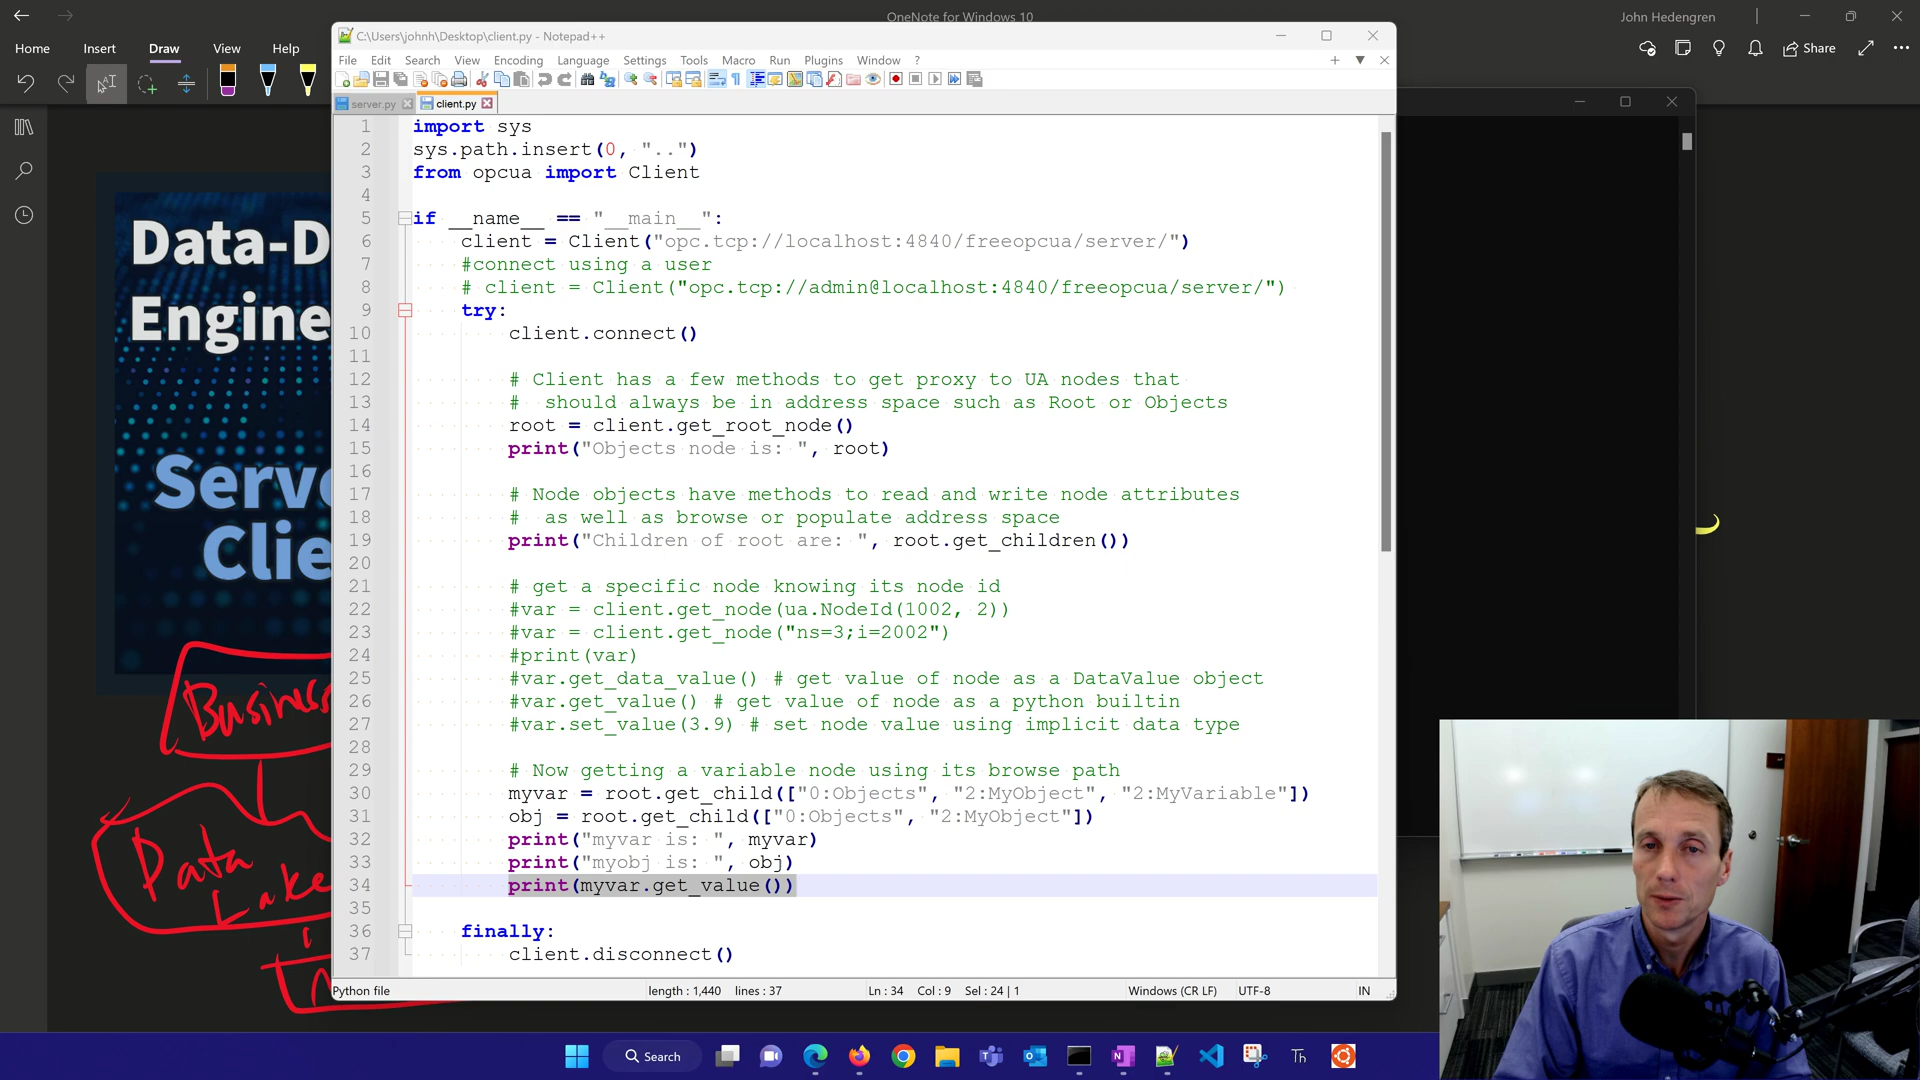 OneNote for Windows 10
John Hedengren
Home Insert Draw View Help
Share
C:\Users\johnh\Desktop\client.py - Notepad++
File Edit Search View Encoding Language Settings Tools Macro Run Plugins Window ?
server.py client.py
1 import sys
2 sys.path.insert(0, "..")
3 from opcua import Client
4
5 if __name__ == "__main__":
6 client = Client("opc.tcp://localhost:4840/freeopcua/server/")
7 #connect using a user
8 # client = Client("opc.tcp://admin@localhost:4840/freeopcua/server/")
9 try:
10 client.connect()
11
12 # Client has a few methods to get proxy to UA nodes that
13 #  should always be in address space such as Root or Objects
14 root = client.get_root_node()
15 print("Objects node is: ", root)
16
17 # Node objects have methods to read and write node attributes
18 #  as well as browse or populate address space
19 print("Children of root are: ", root.get_children())
20
21 # get a specific node knowing its node id
22 #var = client.get_node(ua.NodeId(1002, 2))
23 #var = client.get_node("ns=3;i=2002")
24 #print(var)
25 #var.get_data_value() # get value of node as a DataValue object
26 #var.get_value() # get value of node as a python builtin
27 #var.set_value(3.9) # set node value using implicit data type
28
29 # Now getting a variable node using its browse path
30 myvar = root.get_child(["0:Objects", "2:MyObject", "2:MyVariable"])
31 obj = root.get_child(["0:Objects", "2:MyObject"])
32 print("myvar is: ", myvar)
33 print("myobj is: ", obj)
34 print(myvar.get_value())
35
36 finally:
37 client.disconnect()
Python file length : 1,440 lines : 37 Ln : 34 Col : 9 Sel : 24 | 1 Windows (CR LF) UTF-8 IN
Data-D
Engine
Serve
Clie
Business
Data
Lake
Search
Th